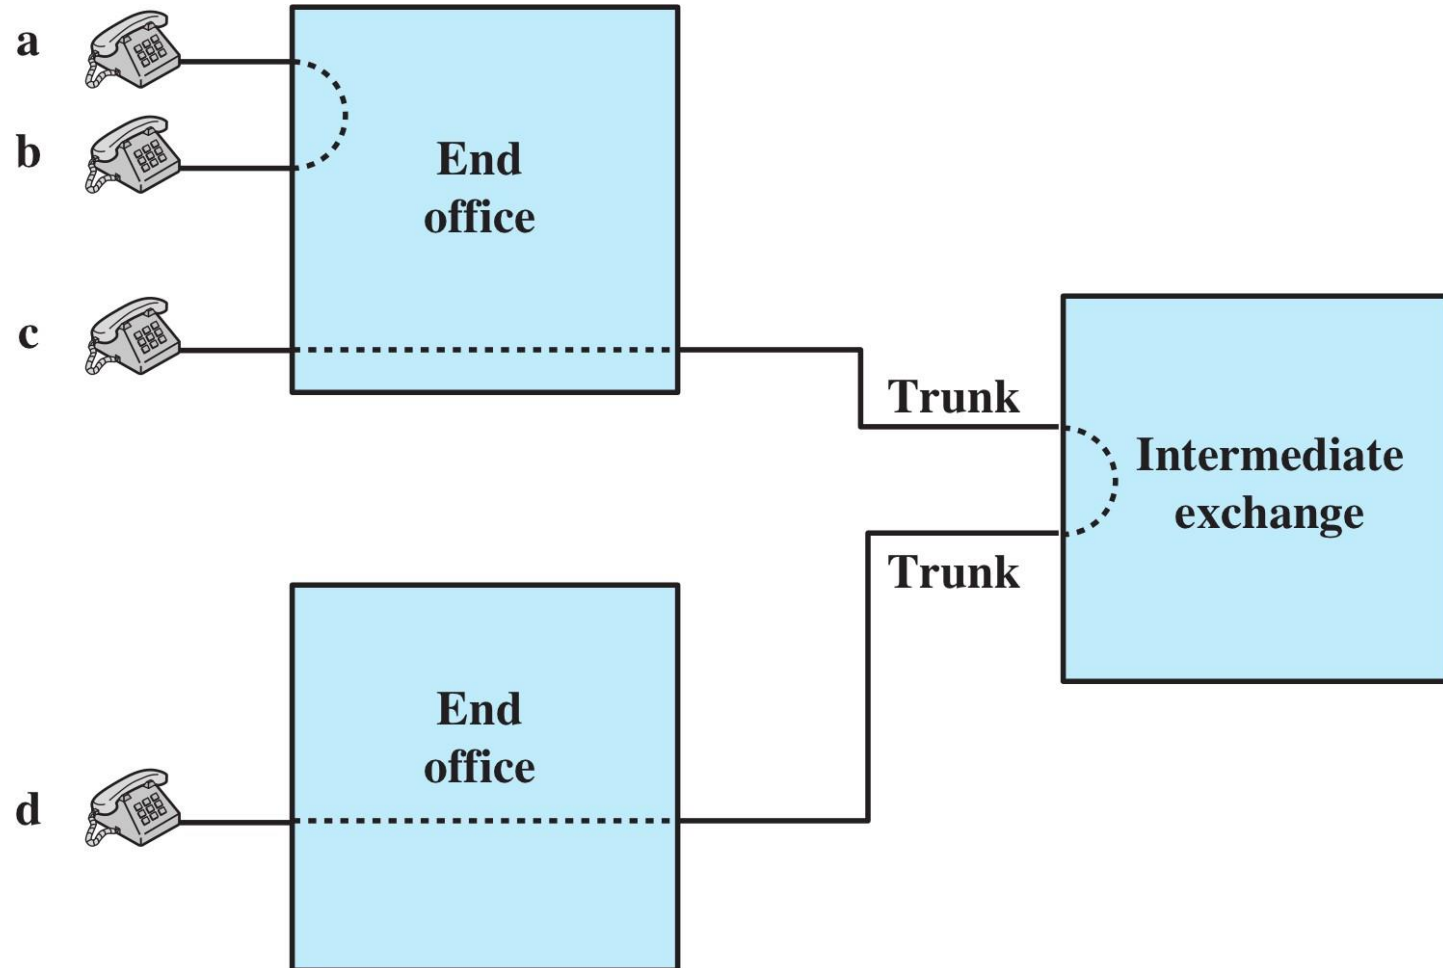 a
b
End
office
c
Trunk
Intermediate
exchange
Trunk
End
office
d